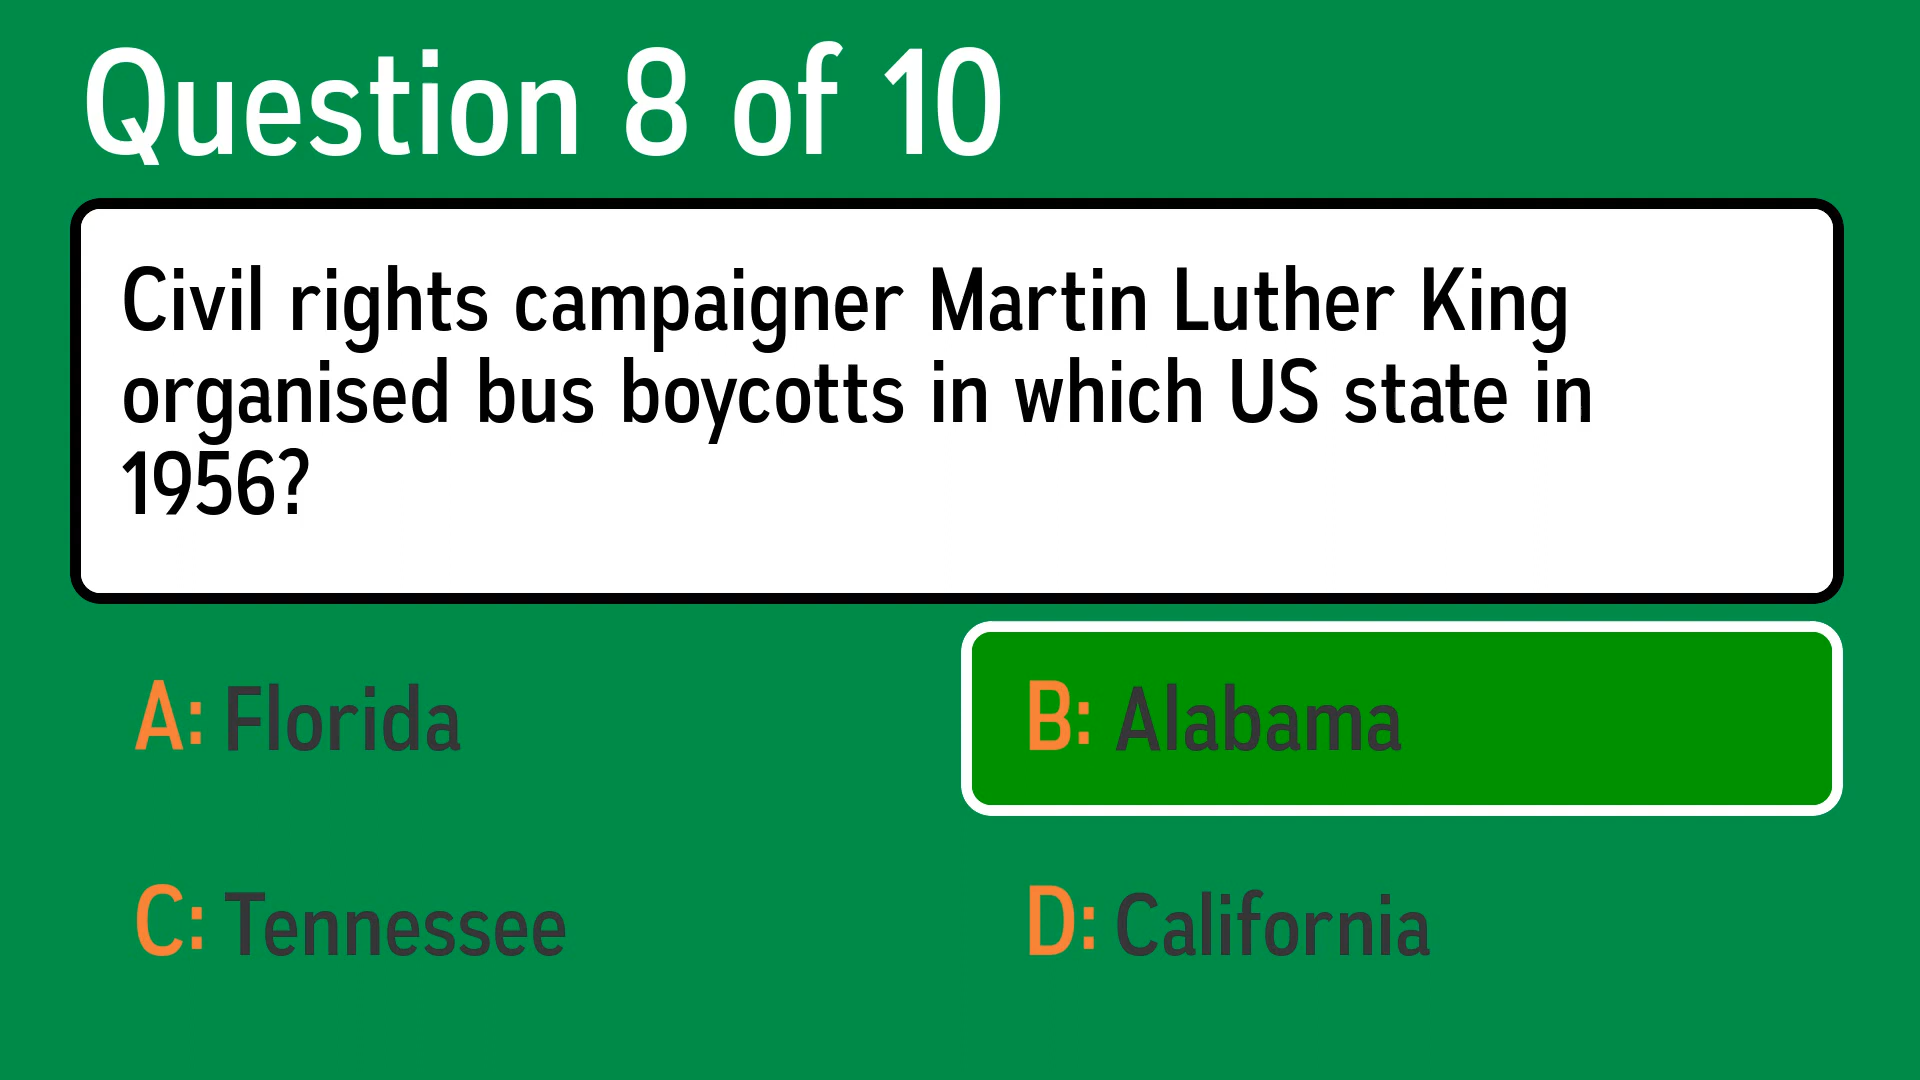 Question 8 of 10
Civil rights campaigner Martin Luther King
organised bus boycotts in which US state in
1956?
A: Florida
B: Alabama
C: Tennessee
D: California